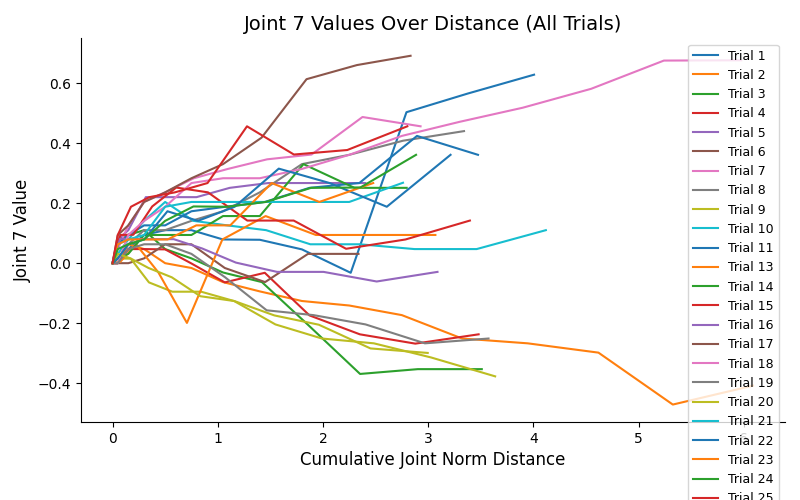 Joint 7 Values Over Distance (All Trials)
Joint 7 Value
0.6
0.4
0.2
0.0
−0.2
−0.4
0
1
2
3
4
5
Cumulative Joint Norm Distance
Trial 1
Trial 2
Trial 3
Trial 4
Trial 5
Trial 6
Trial 7
Trial 8
Trial 9
Trial 10
Trial 11
Trial 13
Trial 14
Trial 15
Trial 16
Trial 17
Trial 18
Trial 19
Trial 20
Trial 21
Trial 22
Trial 23
Trial 24
Trial 25